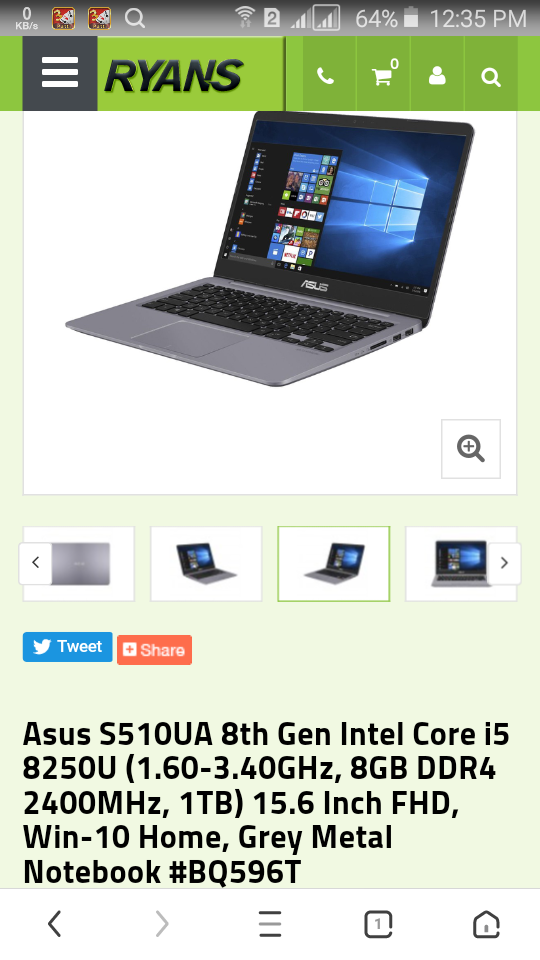 0
KB/s
2
64%
12:35 PM
RYANS
0
ASUS
Tweet
Share
Asus S510UA 8th Gen Intel Core i5
8250U (1.60-3.40GHz, 8GB DDR4
2400MHz, 1TB) 15.6 Inch FHD,
Win-10 Home, Grey Metal
Notebook #BQ596T
1